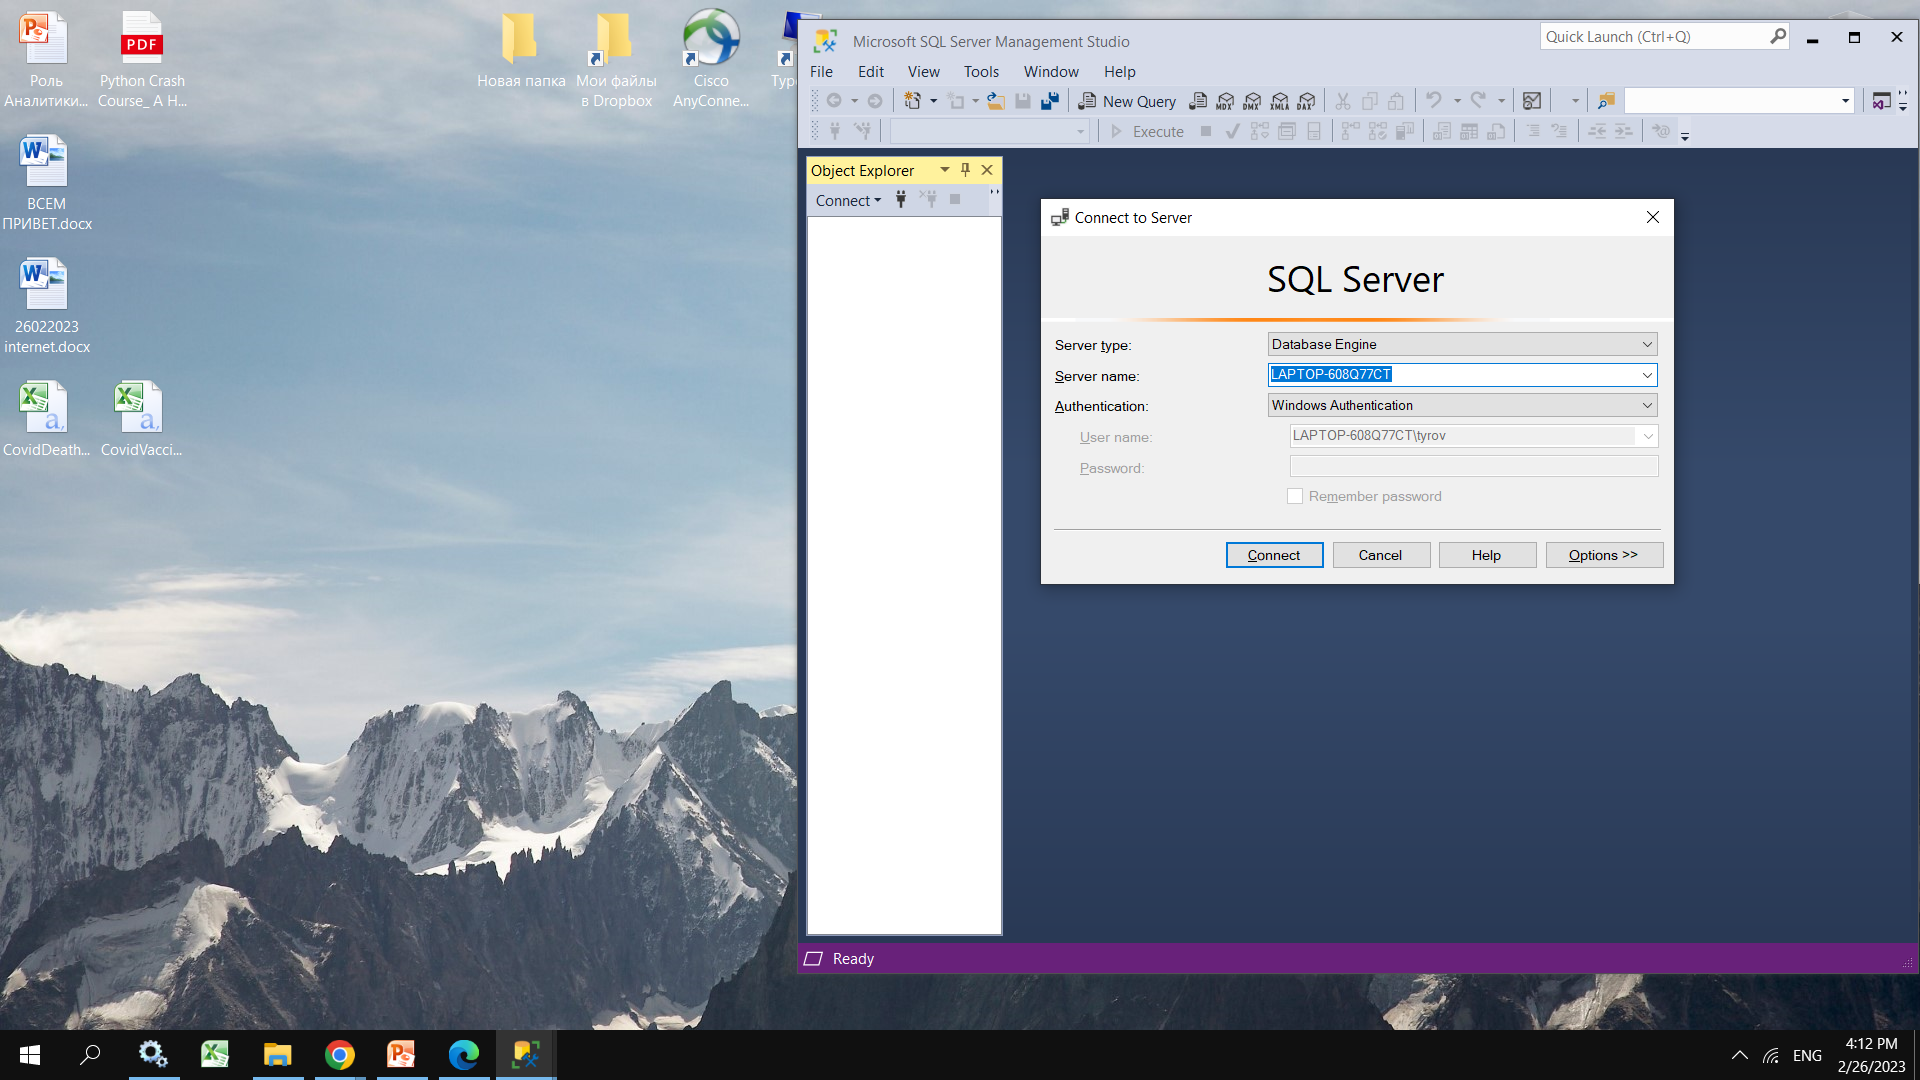 Роль
Аналитики...
Python Crash
Course_ A H...
Новая папка
Мои файлы
в Dropbox
Cisco
AnyConne...
ВСЕМ
ПРИВЕТ.docx
26022023
internet.docx
CovidDeath...
CovidVacci...
PDF
Microsoft SQL Server Management Studio
Quick Launch (Ctrl+Q)
File Edit View Tools Window Help
New Query MDX DMX XMLA DAX
Execute
Object Explorer
Connect
Connect to Server
SQL Server
Server type: Database Engine
Server name: LAPTOP-608Q77CT
Authentication: Windows Authentication
User name: LAPTOP-608Q77CT\tyrov
Password:
Remember password
Connect Cancel Help Options >>
Ready
ENG
4:12 PM
2/26/2023